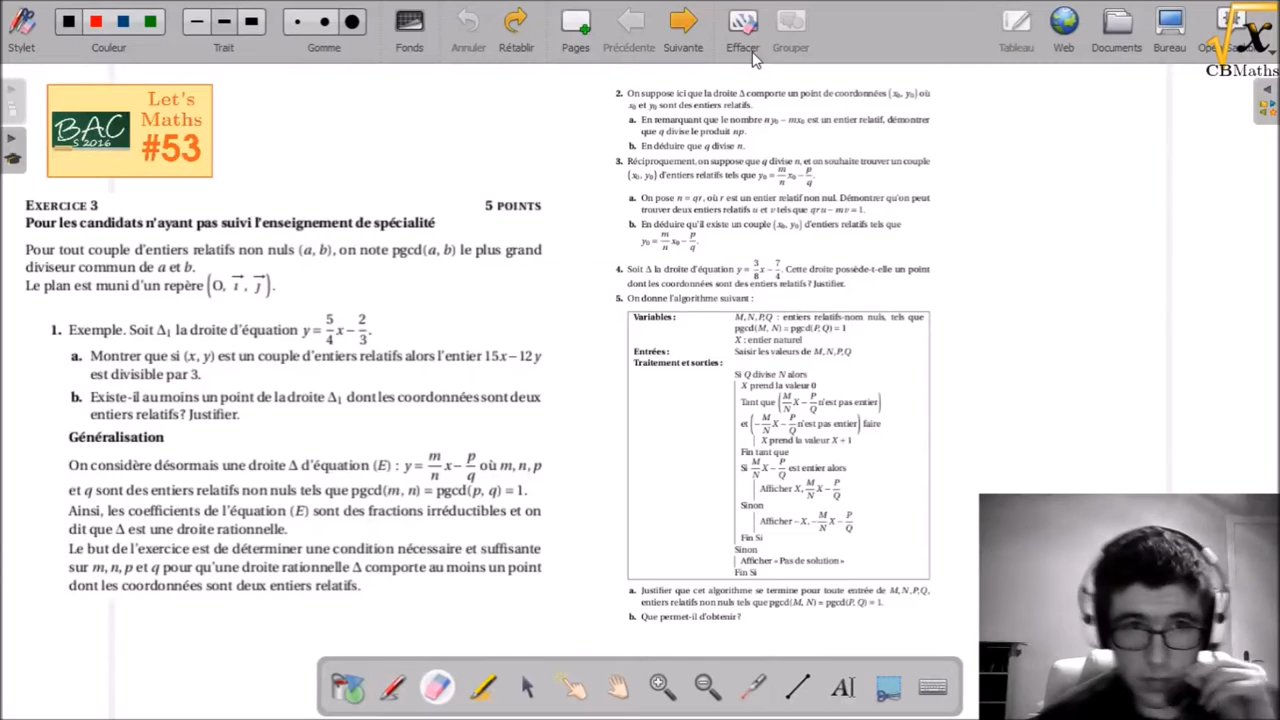 Stylet Couleur Trait Gomme Fonds Annuler Rétablir Pages Précédente Suivante Effacer Grouper Tableau Web Documents Bureau
x
CBMaths
BAC
S 2016
Let's
Maths
#53
EXERCICE 3 5 POINTS
Pour les candidats n'ayant pas suivi l'enseignement de spécialité
Pour tout couple d'entiers relatifs non nuls (a, b), on note pgcd(a, b) le plus grand
diviseur commun de a et b.
Le plan est muni d'un repère (O, i⃗, j⃗).
1. Exemple. Soit Δ₁ la droite d'équation y = 5/4 x − 2/3.
a. Montrer que si (x, y) est un couple d'entiers relatifs alors l'entier 15x − 12y
est divisible par 3.
b. Existe-il au moins un point de la droite Δ₁ dont les coordonnées sont deux
entiers relatifs ? Justifier.
Généralisation
On considère désormais une droite Δ d'équation (E) : y = m/n x − p/q où m, n, p
et q sont des entiers relatifs non nuls tels que pgcd(m, n) = pgcd(p, q) = 1.
Ainsi, les coefficients de l'équation (E) sont des fractions irréductibles et on
dit que Δ est une droite rationnelle.
Le but de l'exercice est de déterminer une condition nécessaire et suffisante
sur m, n, p et q pour qu'une droite rationnelle Δ comporte au moins un point
dont les coordonnées sont deux entiers relatifs.
2. On suppose ici que la droite Δ comporte un point de coordonnées (x₀, y₀) où
x₀ et y₀ sont des entiers relatifs.
a. En remarquant que le nombre ny₀ − mx₀ est un entier relatif, démontrer
que q divise le produit np.
b. En déduire que q divise n.
3. Réciproquement, on suppose que q divise n, et on souhaite trouver un couple
(x₀, y₀) d'entiers relatifs tels que y₀ = m/n x₀ − p/q.
a. On pose n = qr, où r est un entier relatif non nul. Démontrer qu'on peut
trouver deux entiers relatifs u et v tels que qru − mv = 1.
b. En déduire qu'il existe un couple (x₀, y₀) d'entiers relatifs tels que
y₀ = m/n x₀ − p/q.
4. Soit Δ la droite d'équation y = 3/8 x − 7/4. Cette droite possède-t-elle un point
dont les coordonnées sont des entiers relatifs ? Justifier.
5. On donne l'algorithme suivant :
Variables : M, N, P, Q : entiers relatifs-nom nuls, tels que
pgcd(M, N) = pgcd(P, Q) = 1
X : entier naturel
Entrées : Saisir les valeurs de M, N, P, Q
Traitement et sorties :
Si Q divise N alors
X prend la valeur 0
Tant que (M/N X − P/Q n'est pas entier)
et (−M/N X − P/Q n'est pas entier) faire
X prend la valeur X + 1
Fin tant que
Si M/N X − P/Q est entier alors
Afficher X, M/N X − P/Q
Sinon
Afficher −X, −M/N X − P/Q
Fin Si
Sinon
Afficher « Pas de solution »
Fin Si
a. Justifier que cet algorithme se termine pour toute entrée de M, N, P, Q,
entiers relatifs non nuls tels que pgcd(M, N) = pgcd(P, Q) = 1.
b. Que permet-il d'obtenir ?